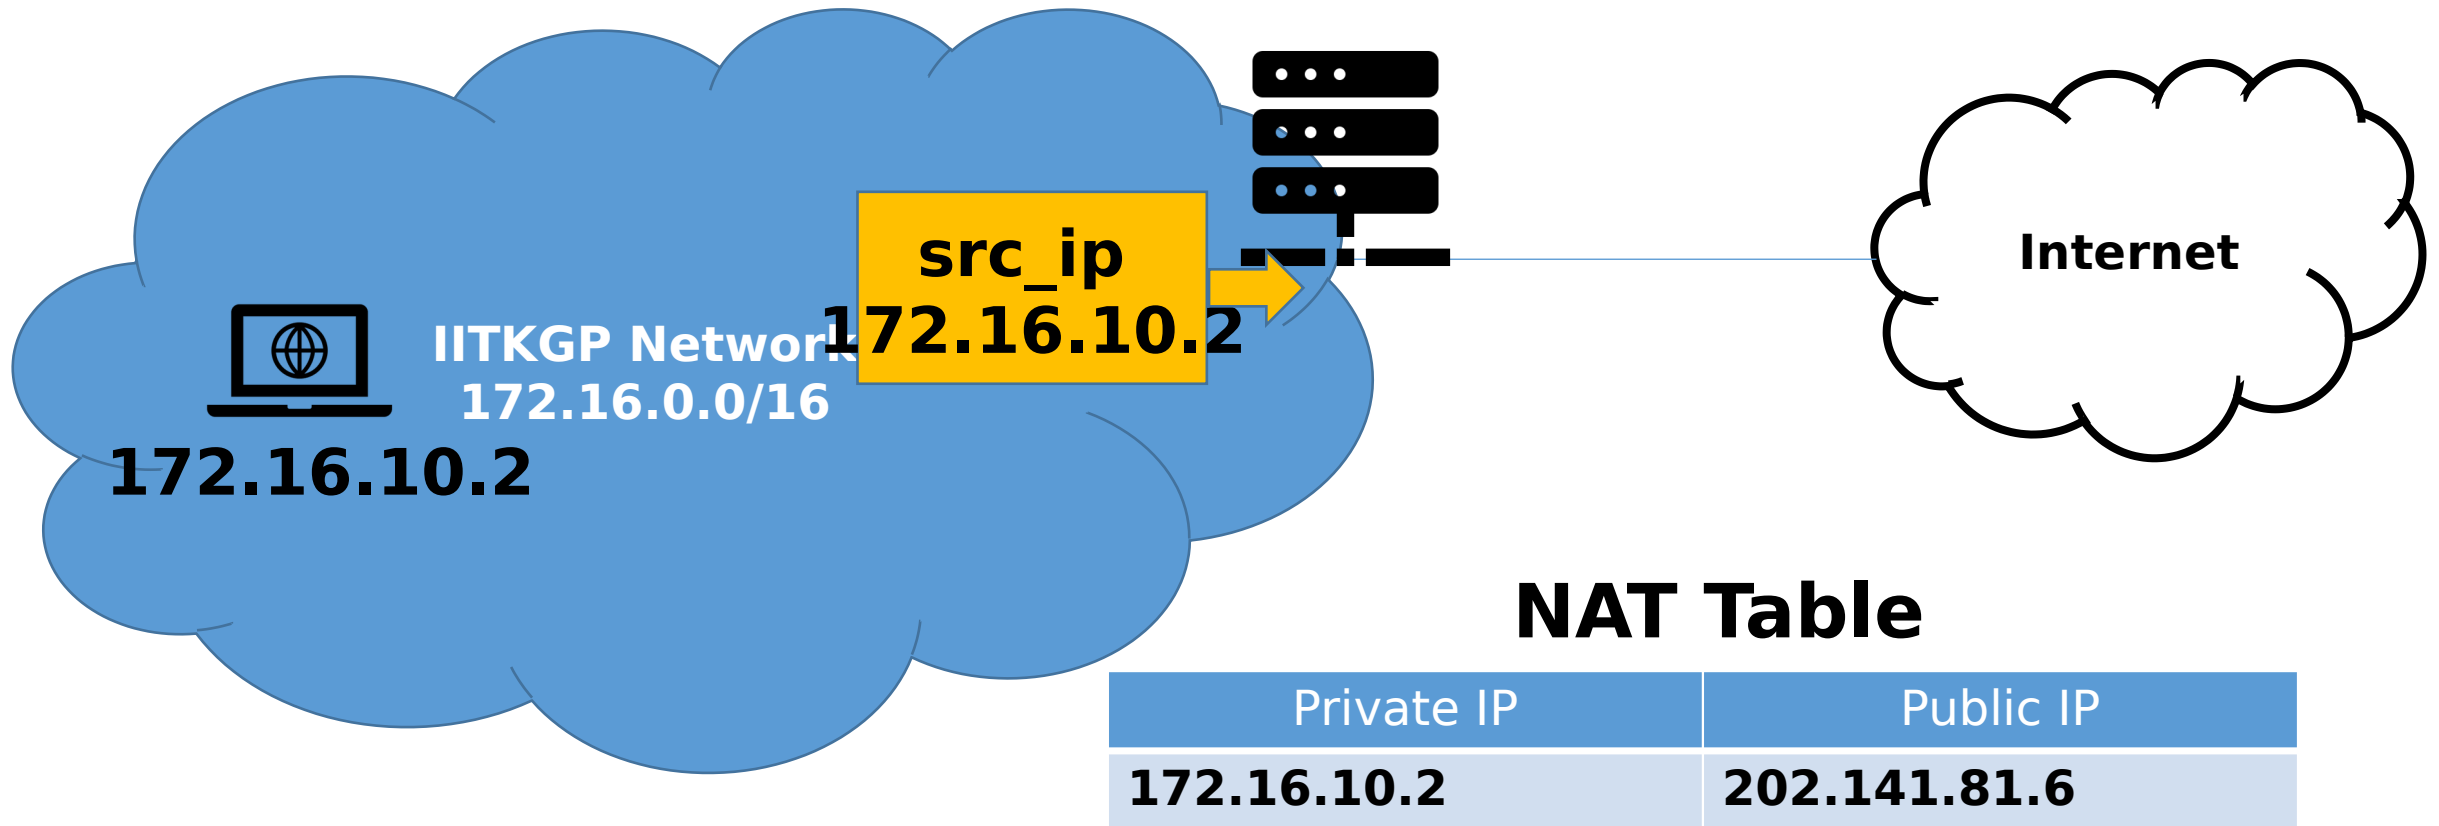 src_ip
172.16.10.2
IITKGP Network
172.16.0.0/16
172.16.10.2
Internet
NAT Table
Private IP
Public IP
172.16.10.2
202.141.81.6